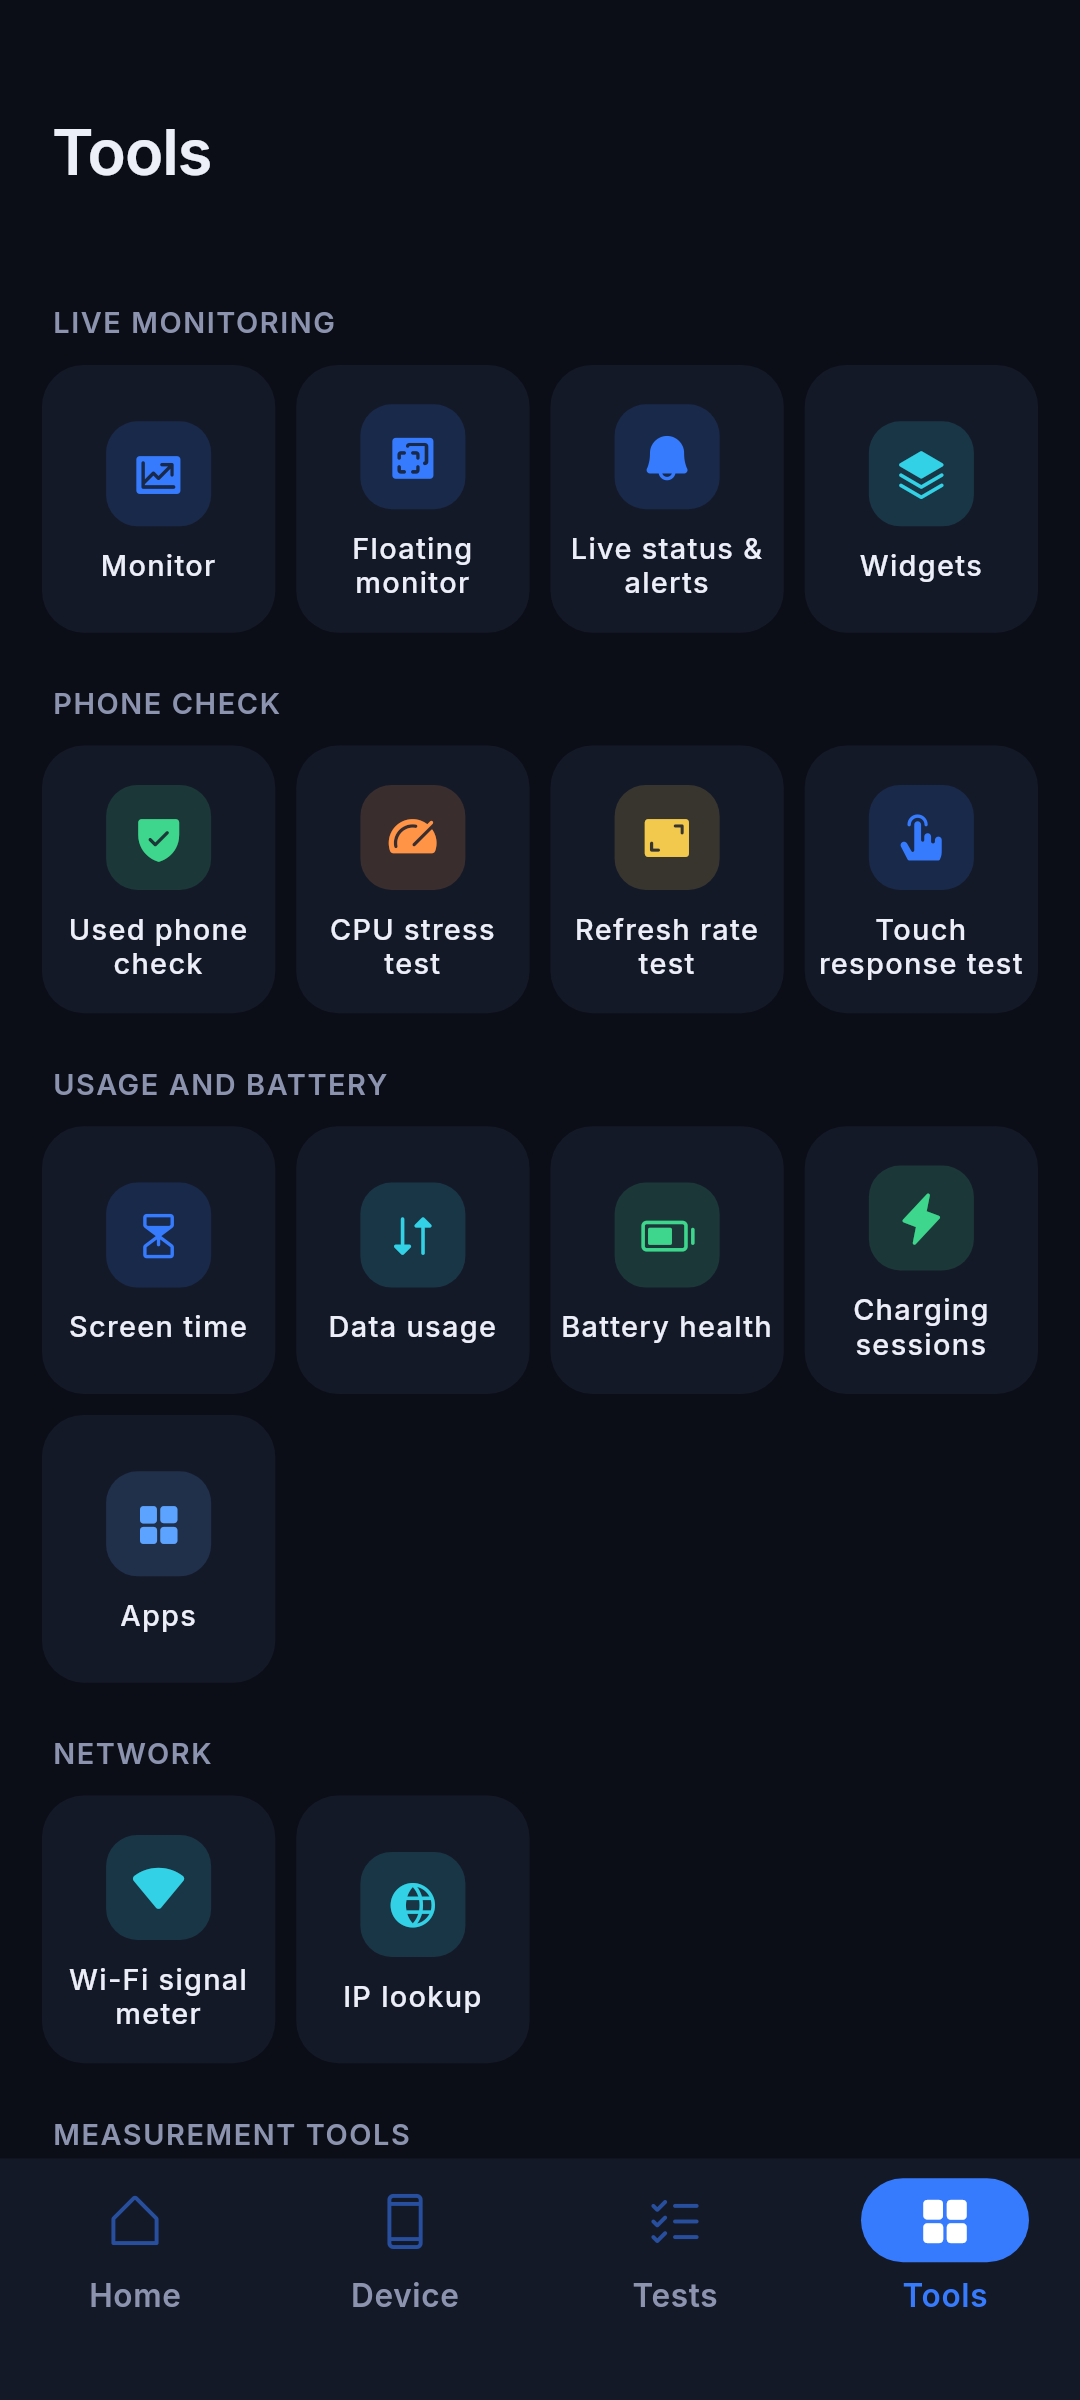 Tools
LIVE MONITORING
Monitor
Floating
monitor
Live status &
alerts
Widgets
PHONE CHECK
Used phone
check
CPU stress
test
Refresh rate
test
Touch
response test
USAGE AND BATTERY
Screen time
Data usage
Battery health
Charging
sessions
Apps
NETWORK
Wi-Fi signal
meter
IP lookup
MEASUREMENT TOOLS
Home
Device
Tests
Tools